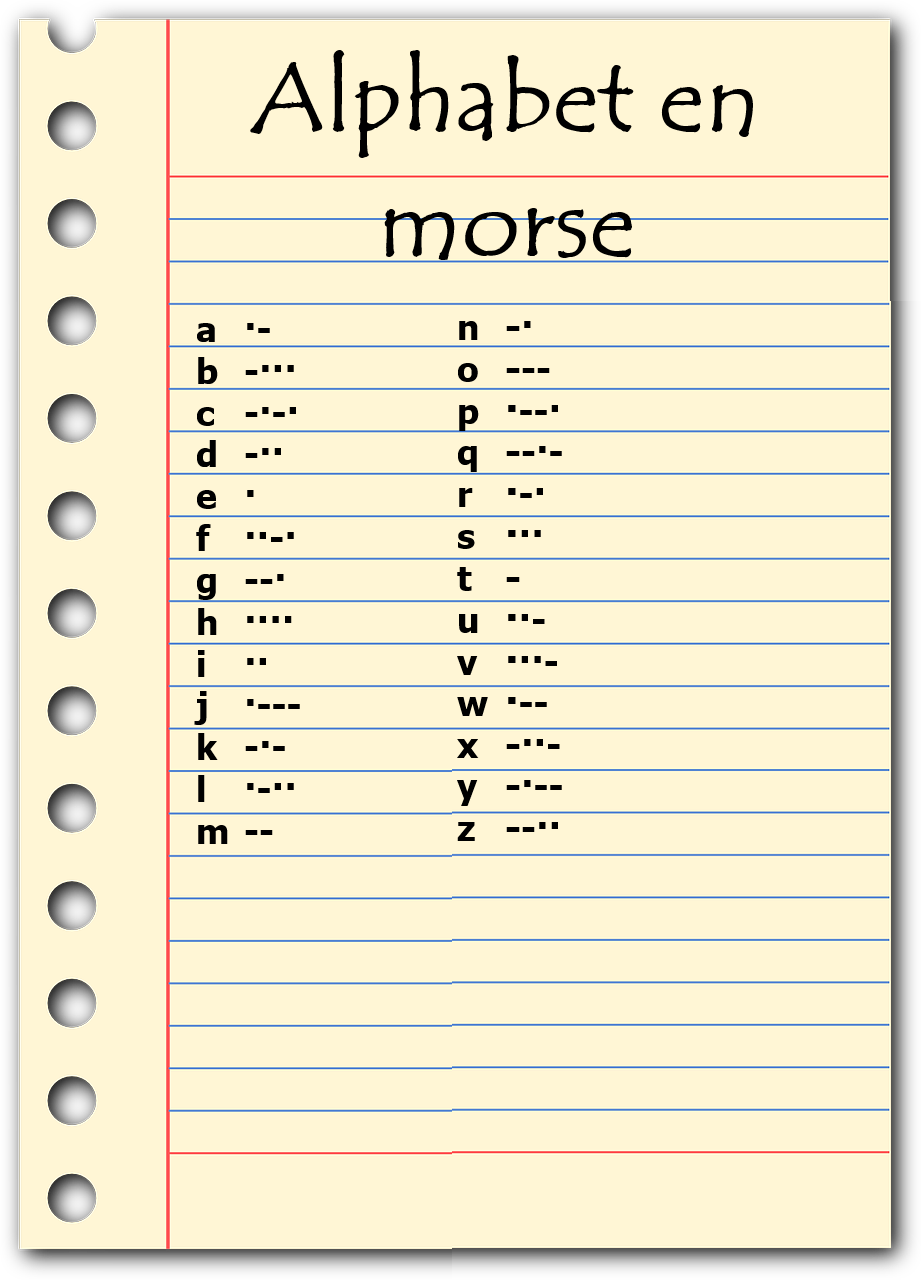 Alphabet en
morse
a ·-
b -···
c -·-·
d -··
e ·
f ··-·
g --·
h ····
i ··
j ·---
k -·-
l ·-··
m --
n -·
o ---
p ·--·
q --·-
r ·-·
s ···
t -
u ··-
v ···-
w ·--
x -··-
y -·--
z --··